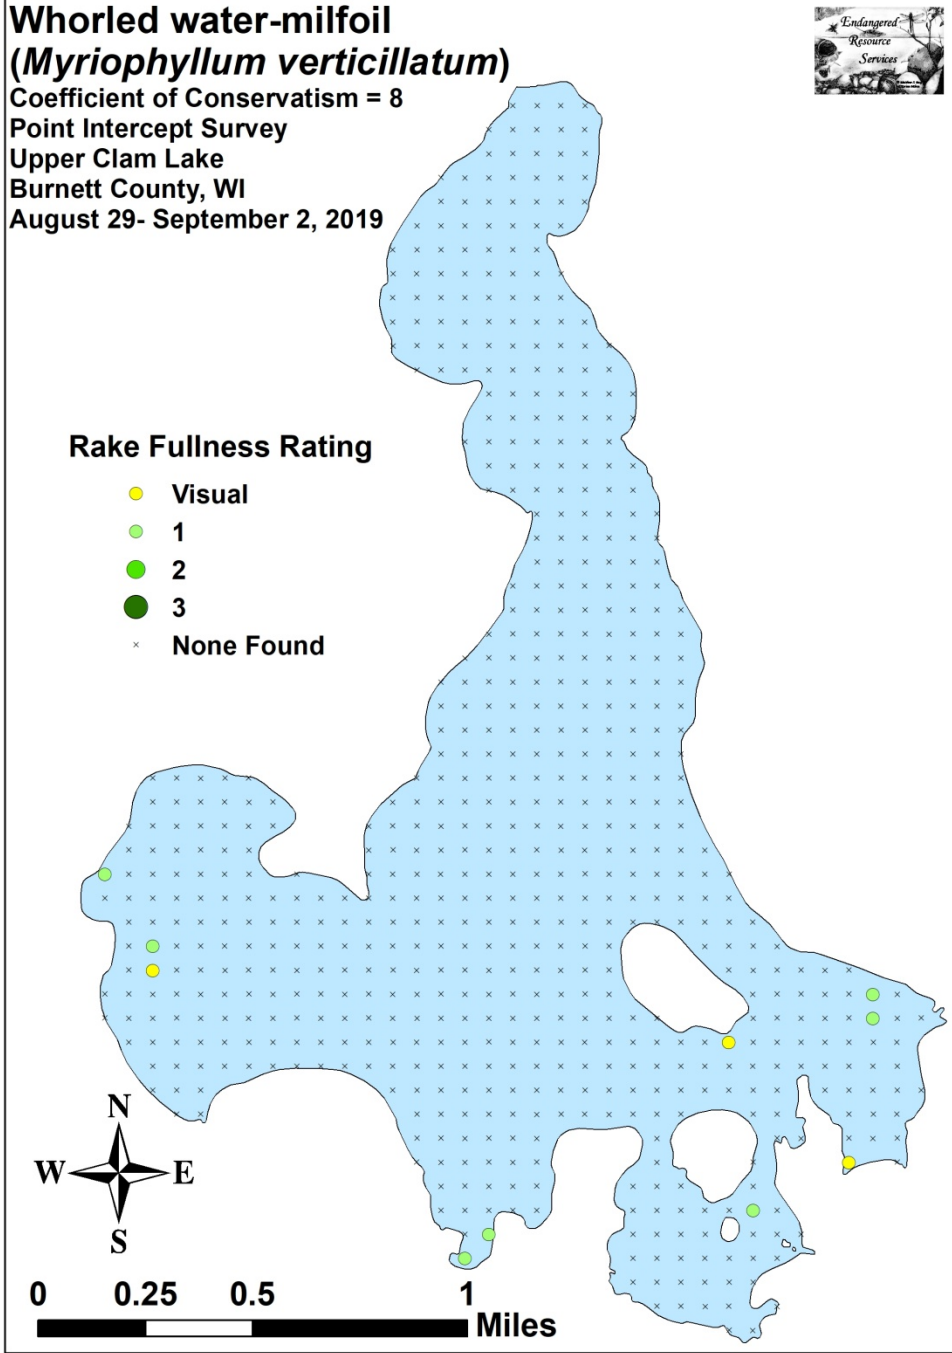 Whorled water-milfoil
(Myriophyllum verticillatum)
Coefficient of Conservatism = 8
Point Intercept Survey
Upper Clam Lake
Burnett County, WI
August 29- September 2, 2019
Endangered
Resource
Services
Rake Fullness Rating
Visual
1
2
3
None Found
N
W E
S
0 0.25 0.5 1
Miles